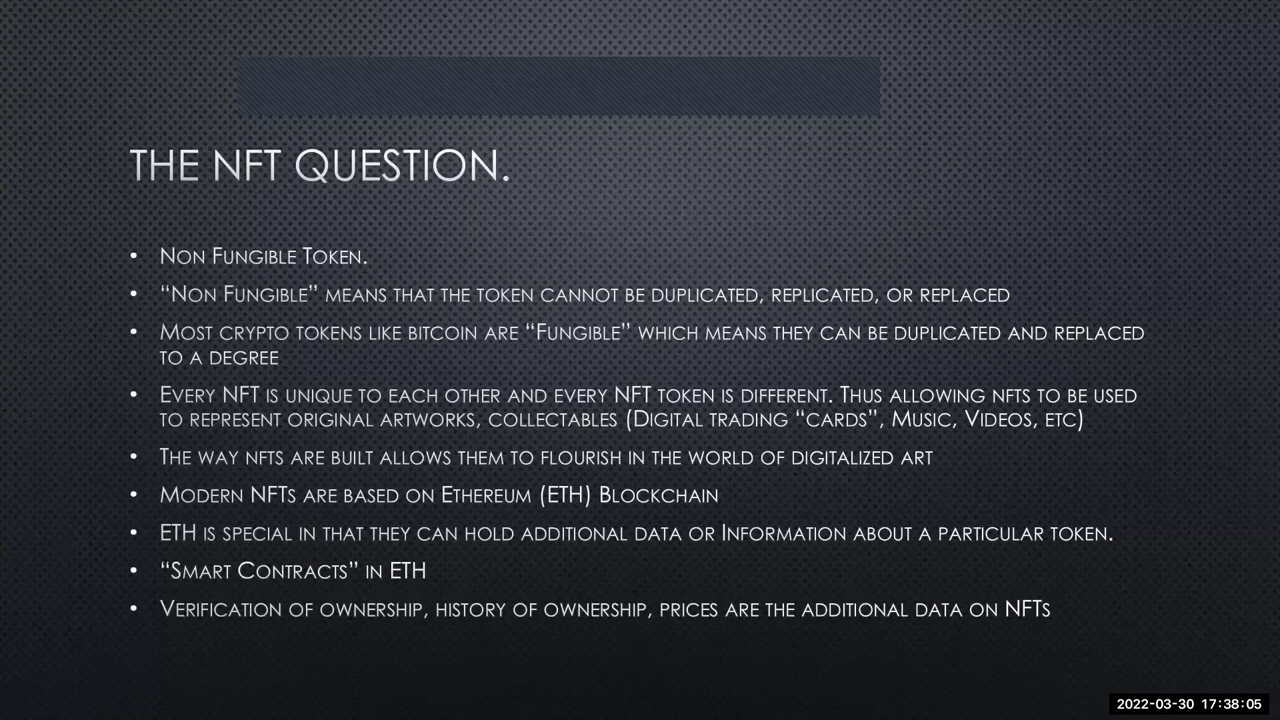 THE NFT QUESTION.
• NON FUNGIBLE TOKEN.
• “NON FUNGIBLE” MEANS THAT THE TOKEN CANNOT BE DUPLICATED, REPLICATED, OR REPLACED
• MOST CRYPTO TOKENS LIKE BITCOIN ARE “FUNGIBLE” WHICH MEANS THEY CAN BE DUPLICATED AND REPLACED
TO A DEGREE
• EVERY NFT IS UNIQUE TO EACH OTHER AND EVERY NFT TOKEN IS DIFFERENT. THUS ALLOWING NFTS TO BE USED
TO REPRESENT ORIGINAL ARTWORKS, COLLECTABLES (DIGITAL TRADING “CARDS”, MUSIC, VIDEOS, ETC)
• THE WAY NFTS ARE BUILT ALLOWS THEM TO FLOURISH IN THE WORLD OF DIGITALIZED ART
• MODERN NFTS ARE BASED ON ETHEREUM (ETH) BLOCKCHAIN
• ETH IS SPECIAL IN THAT THEY CAN HOLD ADDITIONAL DATA OR INFORMATION ABOUT A PARTICULAR TOKEN.
• “SMART CONTRACTS” IN ETH
• VERIFICATION OF OWNERSHIP, HISTORY OF OWNERSHIP, PRICES ARE THE ADDITIONAL DATA ON NFTS
2022-03-30 17:38:05